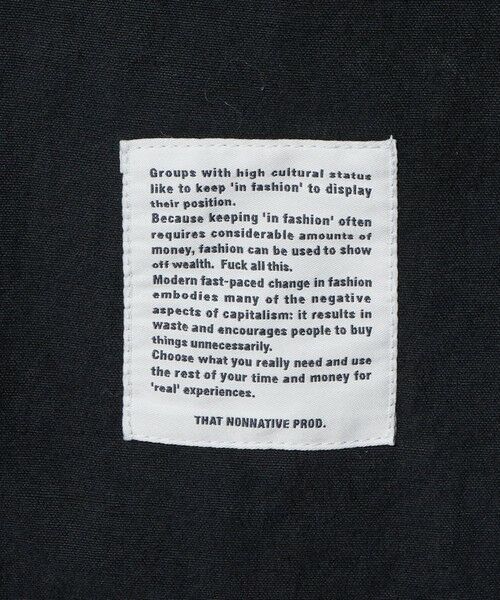 Groups with high cultural status
like to keep 'in fashion' to display
their position.
Because keeping 'in fashion' often
requires considerable amounts of
money, fashion can be used to show
off wealth. Fuck all this.
Modern fast-paced change in fashion
embodies many of the negative
aspects of capitalism: it results in
waste and encourages people to buy
things unnecessarily.
Choose what you really need and use
the rest of your time and money for
'real' experiences.
THAT NONNATIVE PROD.